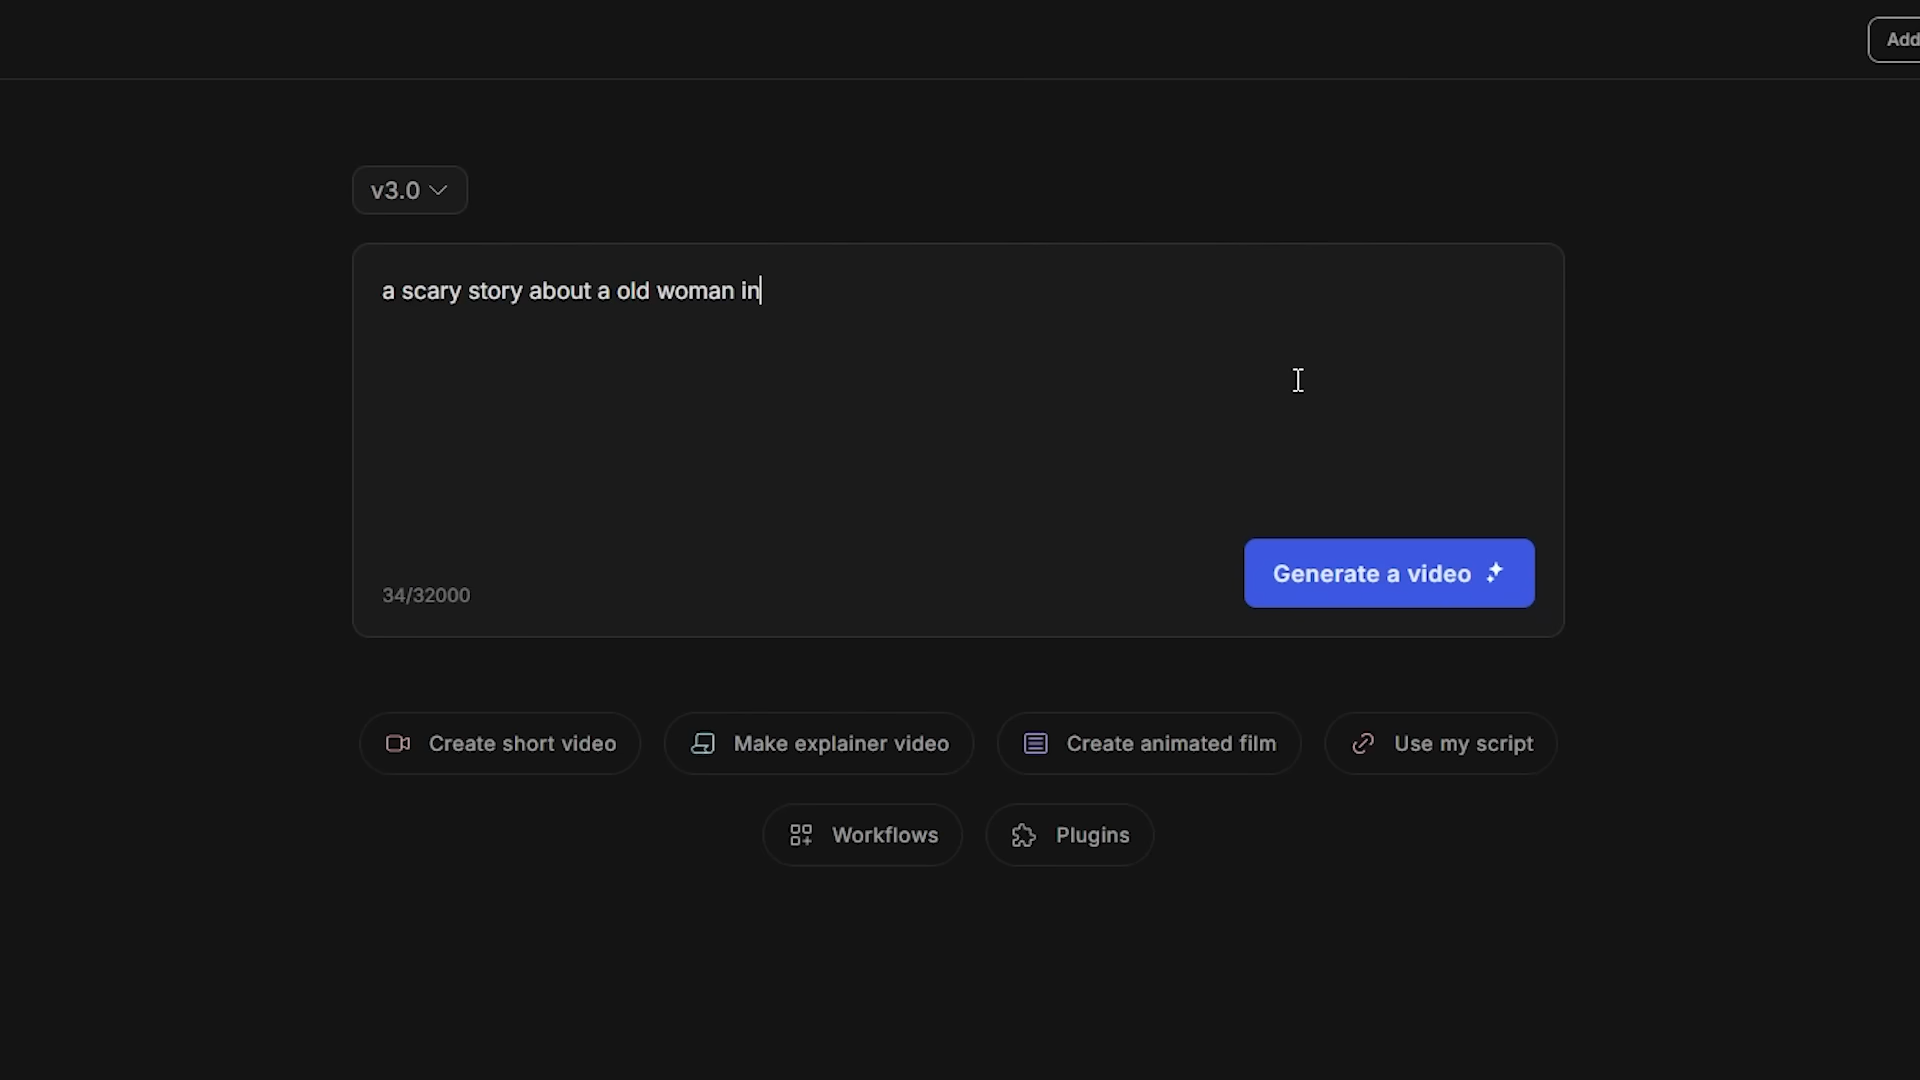 Add
v3.0
a scary story about a old woman in
34/32000
Generate a video
Create short video
Make explainer video
Create animated film
Use my script
Workflows
Plugins